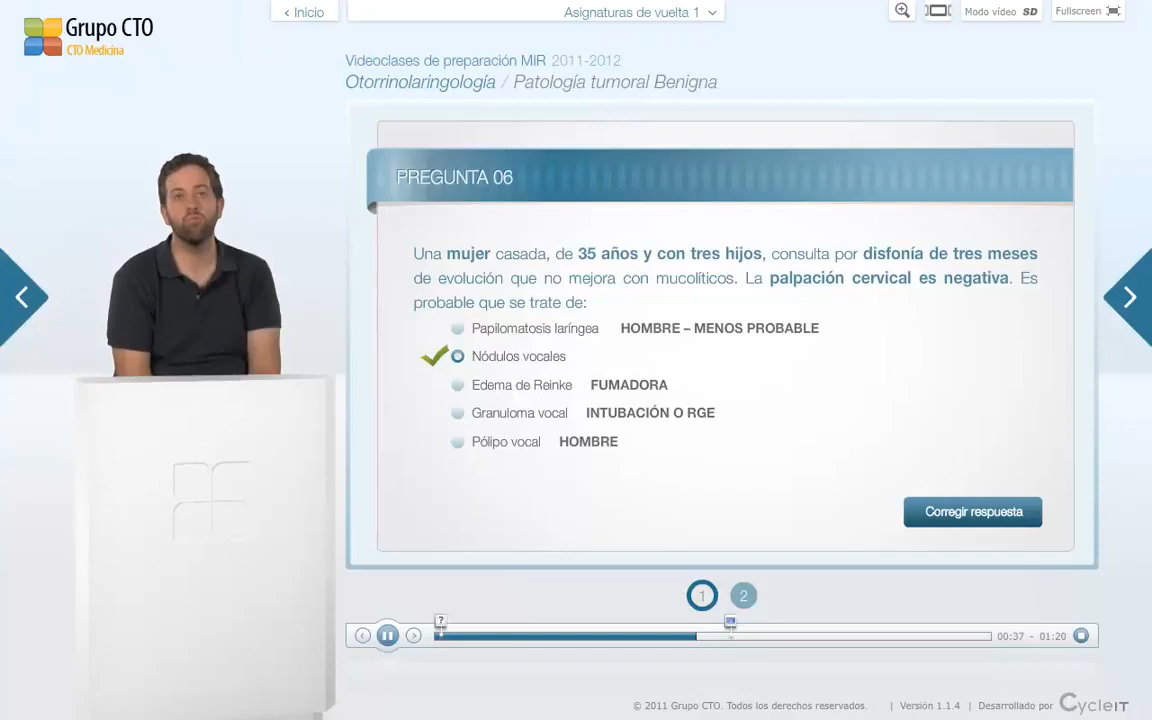 Grupo CTO
CTO Medicina
‹ Inicio
Asignaturas de vuelta 1
Modo vídeo SD
Fullscreen
Videoclases de preparación MIR 2011-2012
Otorrinolaringología / Patología tumoral Benigna
PREGUNTA 06
Una mujer casada, de 35 años y con tres hijos, consulta por disfonía de tres meses
de evolución que no mejora con mucolíticos. La palpación cervical es negativa. Es
probable que se trate de:
Papilomatosis laríngea HOMBRE – MENOS PROBABLE
Nódulos vocales
Edema de Reinke FUMADORA
Granuloma vocal INTUBACIÓN O RGE
Pólipo vocal HOMBRE
Corregir respuesta
1 2
?
00:37 - 01:20
© 2011 Grupo CTO. Todos los derechos reservados. | Versión 1.1.4 | Desarrollado por CycleIT